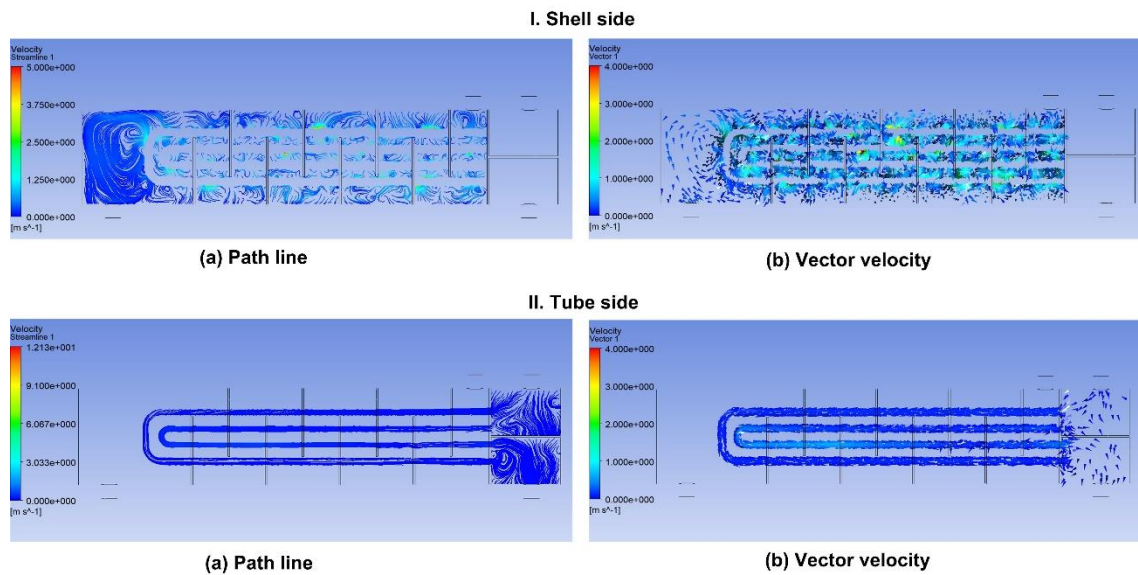 I. Shell side
Velocity
Streamline 1
5.000e+000
3.750e+000
2.500e+000
1.250e+000
0.000e+000
[m s^-1]
(a) Path line
Velocity
Vector 1
4.000e+000
3.000e+000
2.000e+000
1.000e+000
0.000e+000
[m s^-1]
(b) Vector velocity
II. Tube side
Velocity
Streamline 1
1.213e+001
9.100e+000
6.067e+000
3.033e+000
0.000e+000
[m s^-1]
(a) Path line
Velocity
Vector 1
4.000e+000
3.000e+000
2.000e+000
1.000e+000
0.000e+000
[m s^-1]
(b) Vector velocity